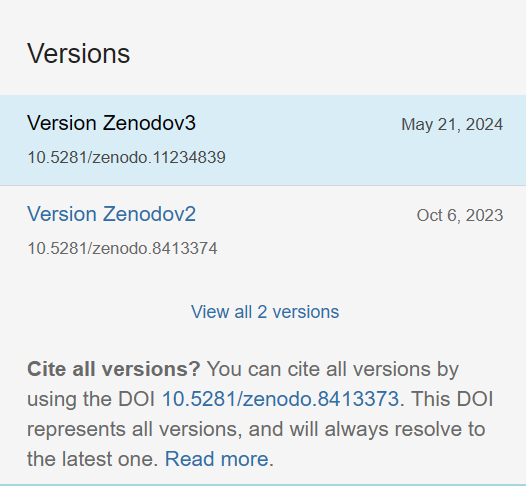 Versions
Version Zenodov3 May 21, 2024
10.5281/zenodo.11234839
Version Zenodov2 Oct 6, 2023
10.5281/zenodo.8413374
View all 2 versions
Cite all versions? You can cite all versions by
using the DOI 10.5281/zenodo.8413373. This DOI
represents all versions, and will always resolve to
the latest one. Read more.